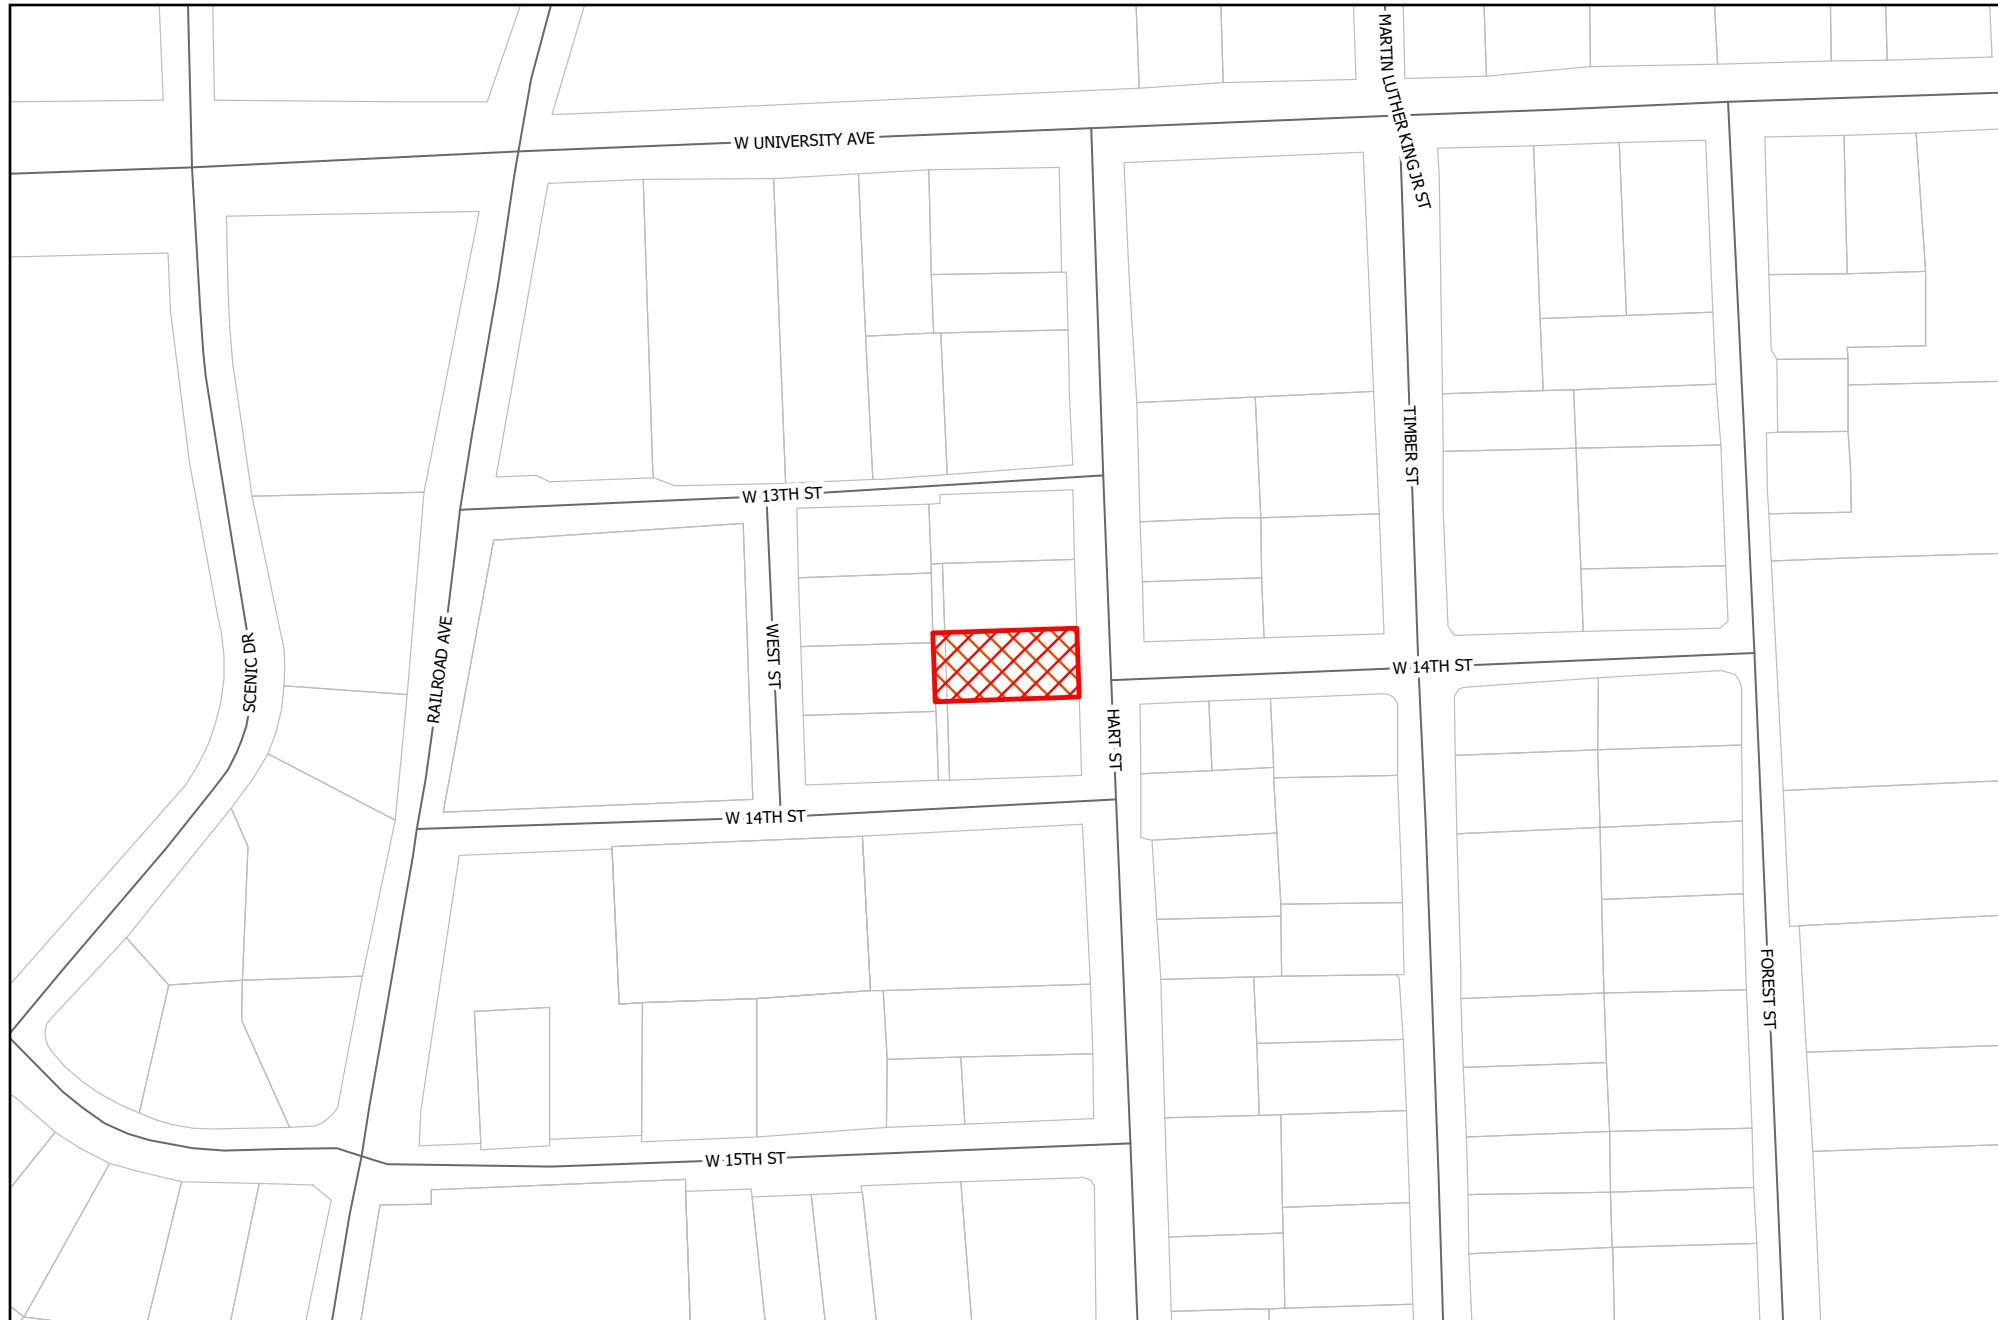 MARTIN LUTHER KING JR ST
W UNIVERSITY AVE
TIMBER ST
W 13TH ST
SCENIC DR
RAILROAD AVE
WEST ST
W 14TH ST
HART ST
W 14TH ST
FOREST ST
W 15TH ST